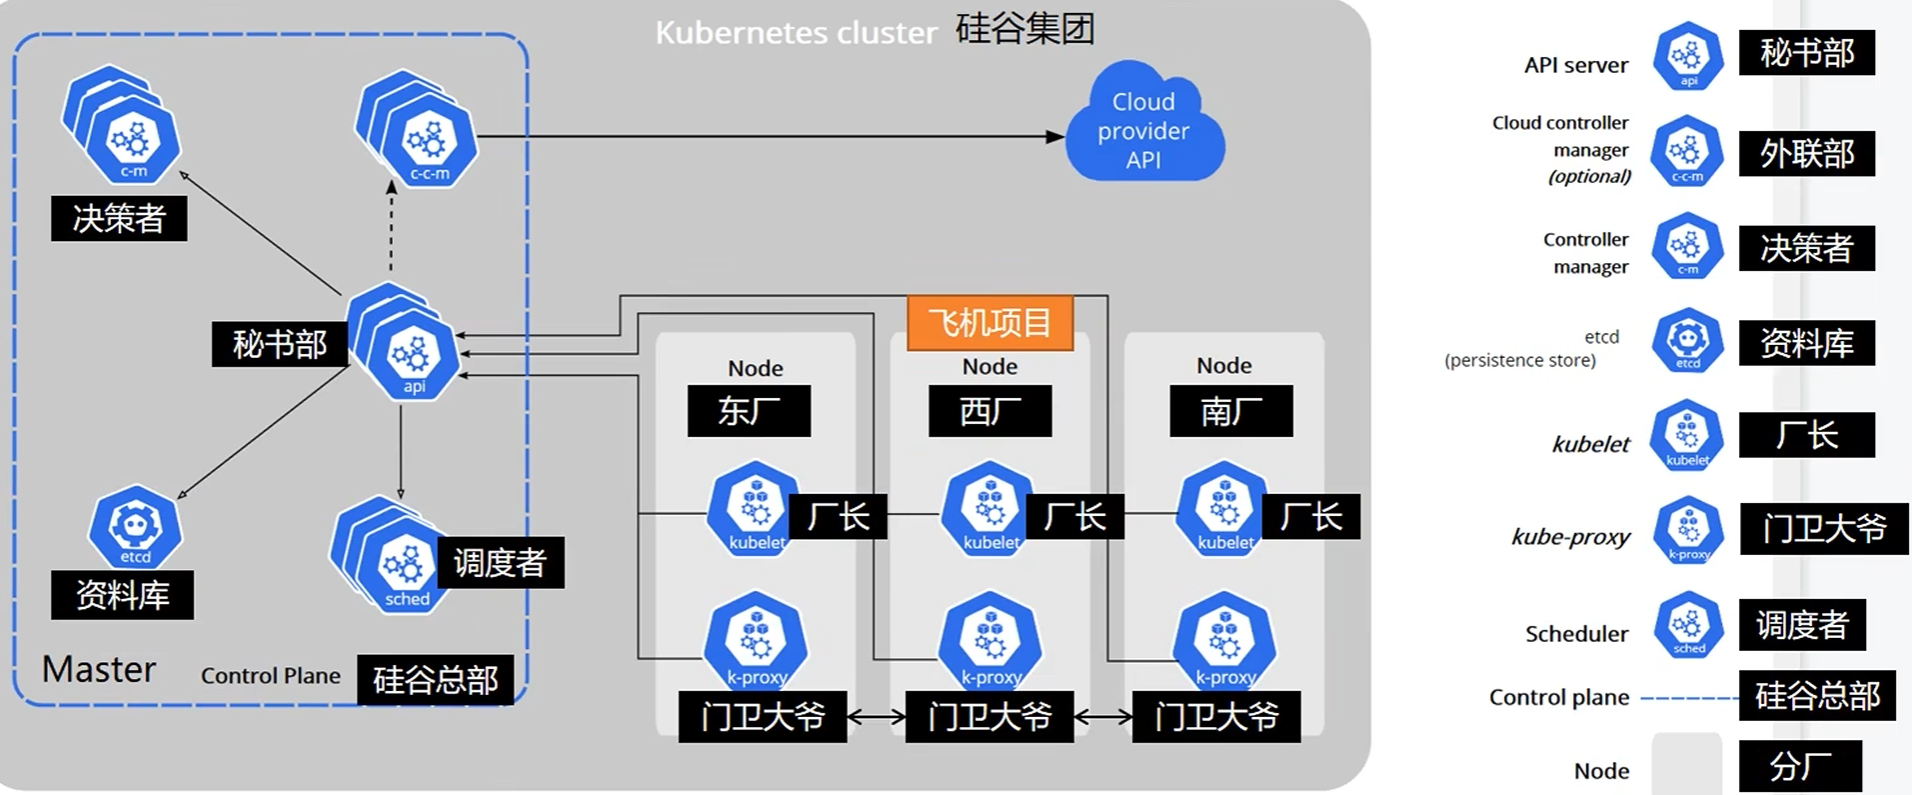 Kubernetes cluster 硅谷集团
c-m
决策者
c-c-m
Cloud
provider
API
秘书部
api
etcd
资料库
sched
调度者
Master
Control Plane
硅谷总部
飞机项目
Node
东厂
kubelet
厂长
k-proxy
门卫大爷
Node
西厂
kubelet
厂长
k-proxy
门卫大爷
Node
南厂
kubelet
厂长
k-proxy
门卫大爷
API server
api
秘书部
Cloud controller
manager
(optional)
c-c-m
外联部
Controller
manager
c-m
决策者
etcd
(persistence store)
etcd
资料库
kubelet
kubelet
厂长
kube-proxy
k-proxy
门卫大爷
Scheduler
sched
调度者
Control plane
硅谷总部
Node
分厂